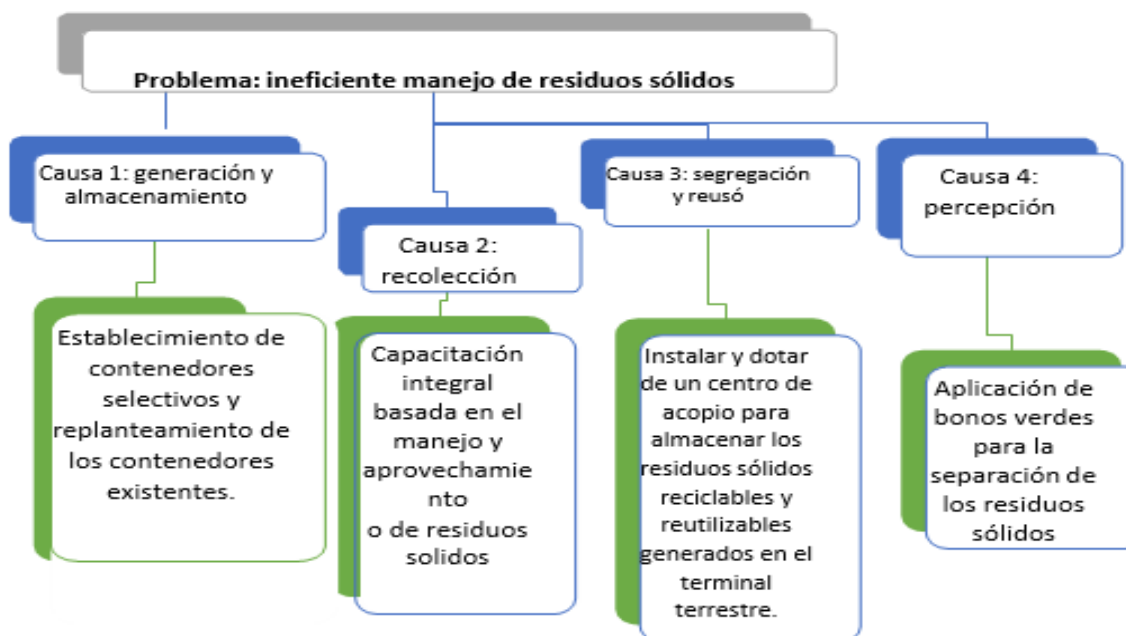 Problema: ineficiente manejo de residuos sólidos
Causa 1: generación y
almacenamiento
Causa 2:
recolección
Causa 3: segregación
y reusó
Causa 4:
percepción
Establecimiento de
contenedores
selectivos y
replanteamiento de
los contenedores
existentes.
Capacitación
integral
basada en el
manejo y
aprovechamie
nto
o de residuos
solidos
Instalar y dotar
de un centro de
acopio para
almacenar los
residuos sólidos
reciclables y
reutilizables
generados en el
terminal
terrestre.
Aplicación de
bonos verdes
para la
separación de
los residuos
sólidos